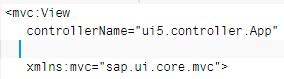 <mvc:View
controllerName="ui5.controller.App"
xmlns:mvc="sap.ui.core.mvc">